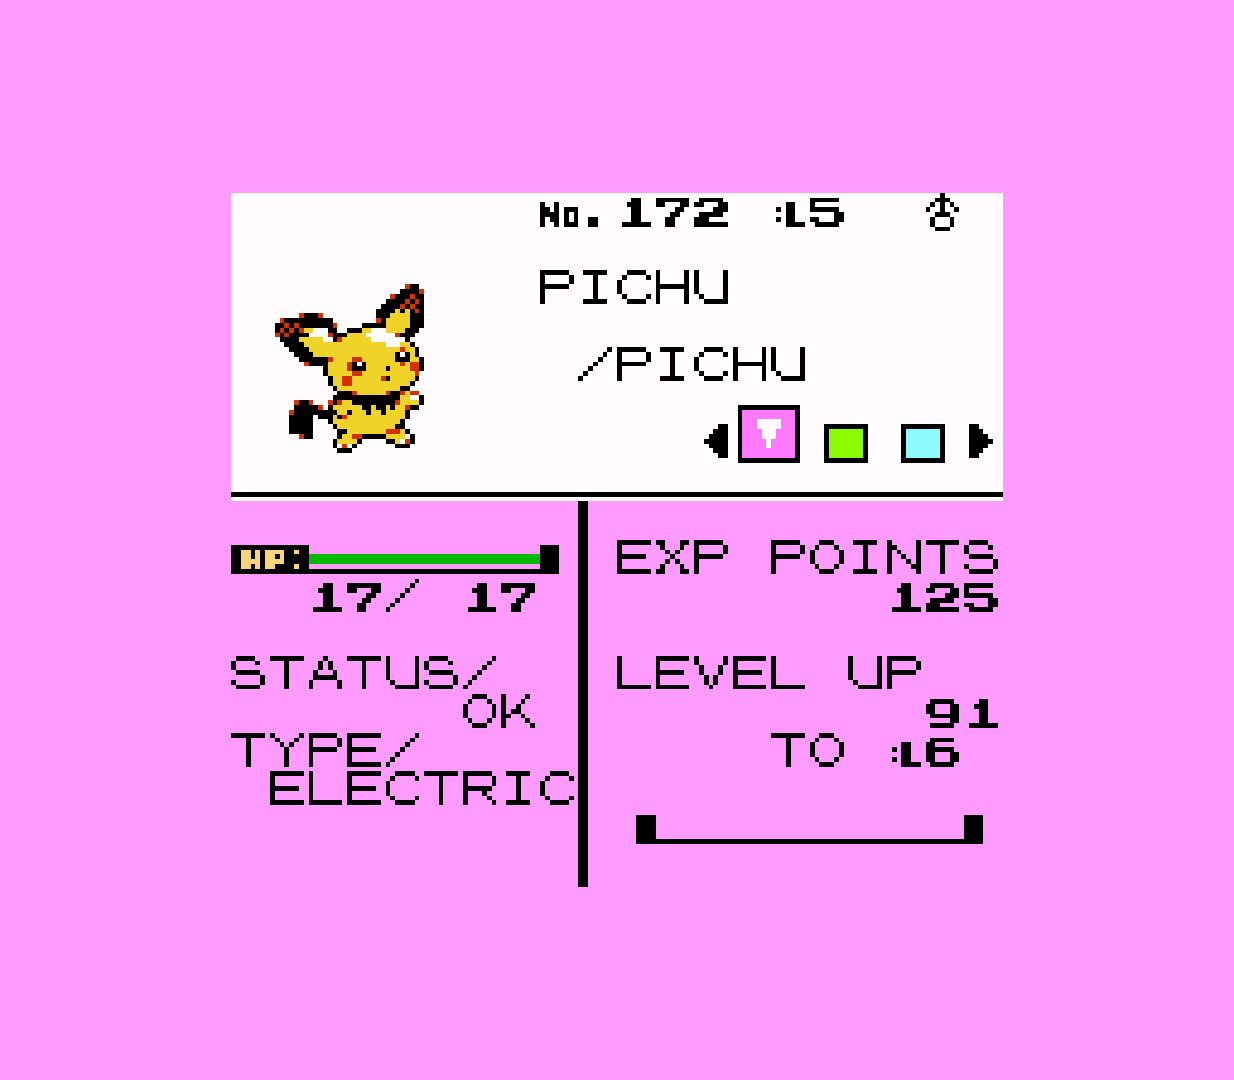 No. 172 :L5 ♂
PICHU
/PICHU
HP:
17/ 17
STATUS/
OK
TYPE/
ELECTRIC
EXP POINTS
125
LEVEL UP
91
TO :L6